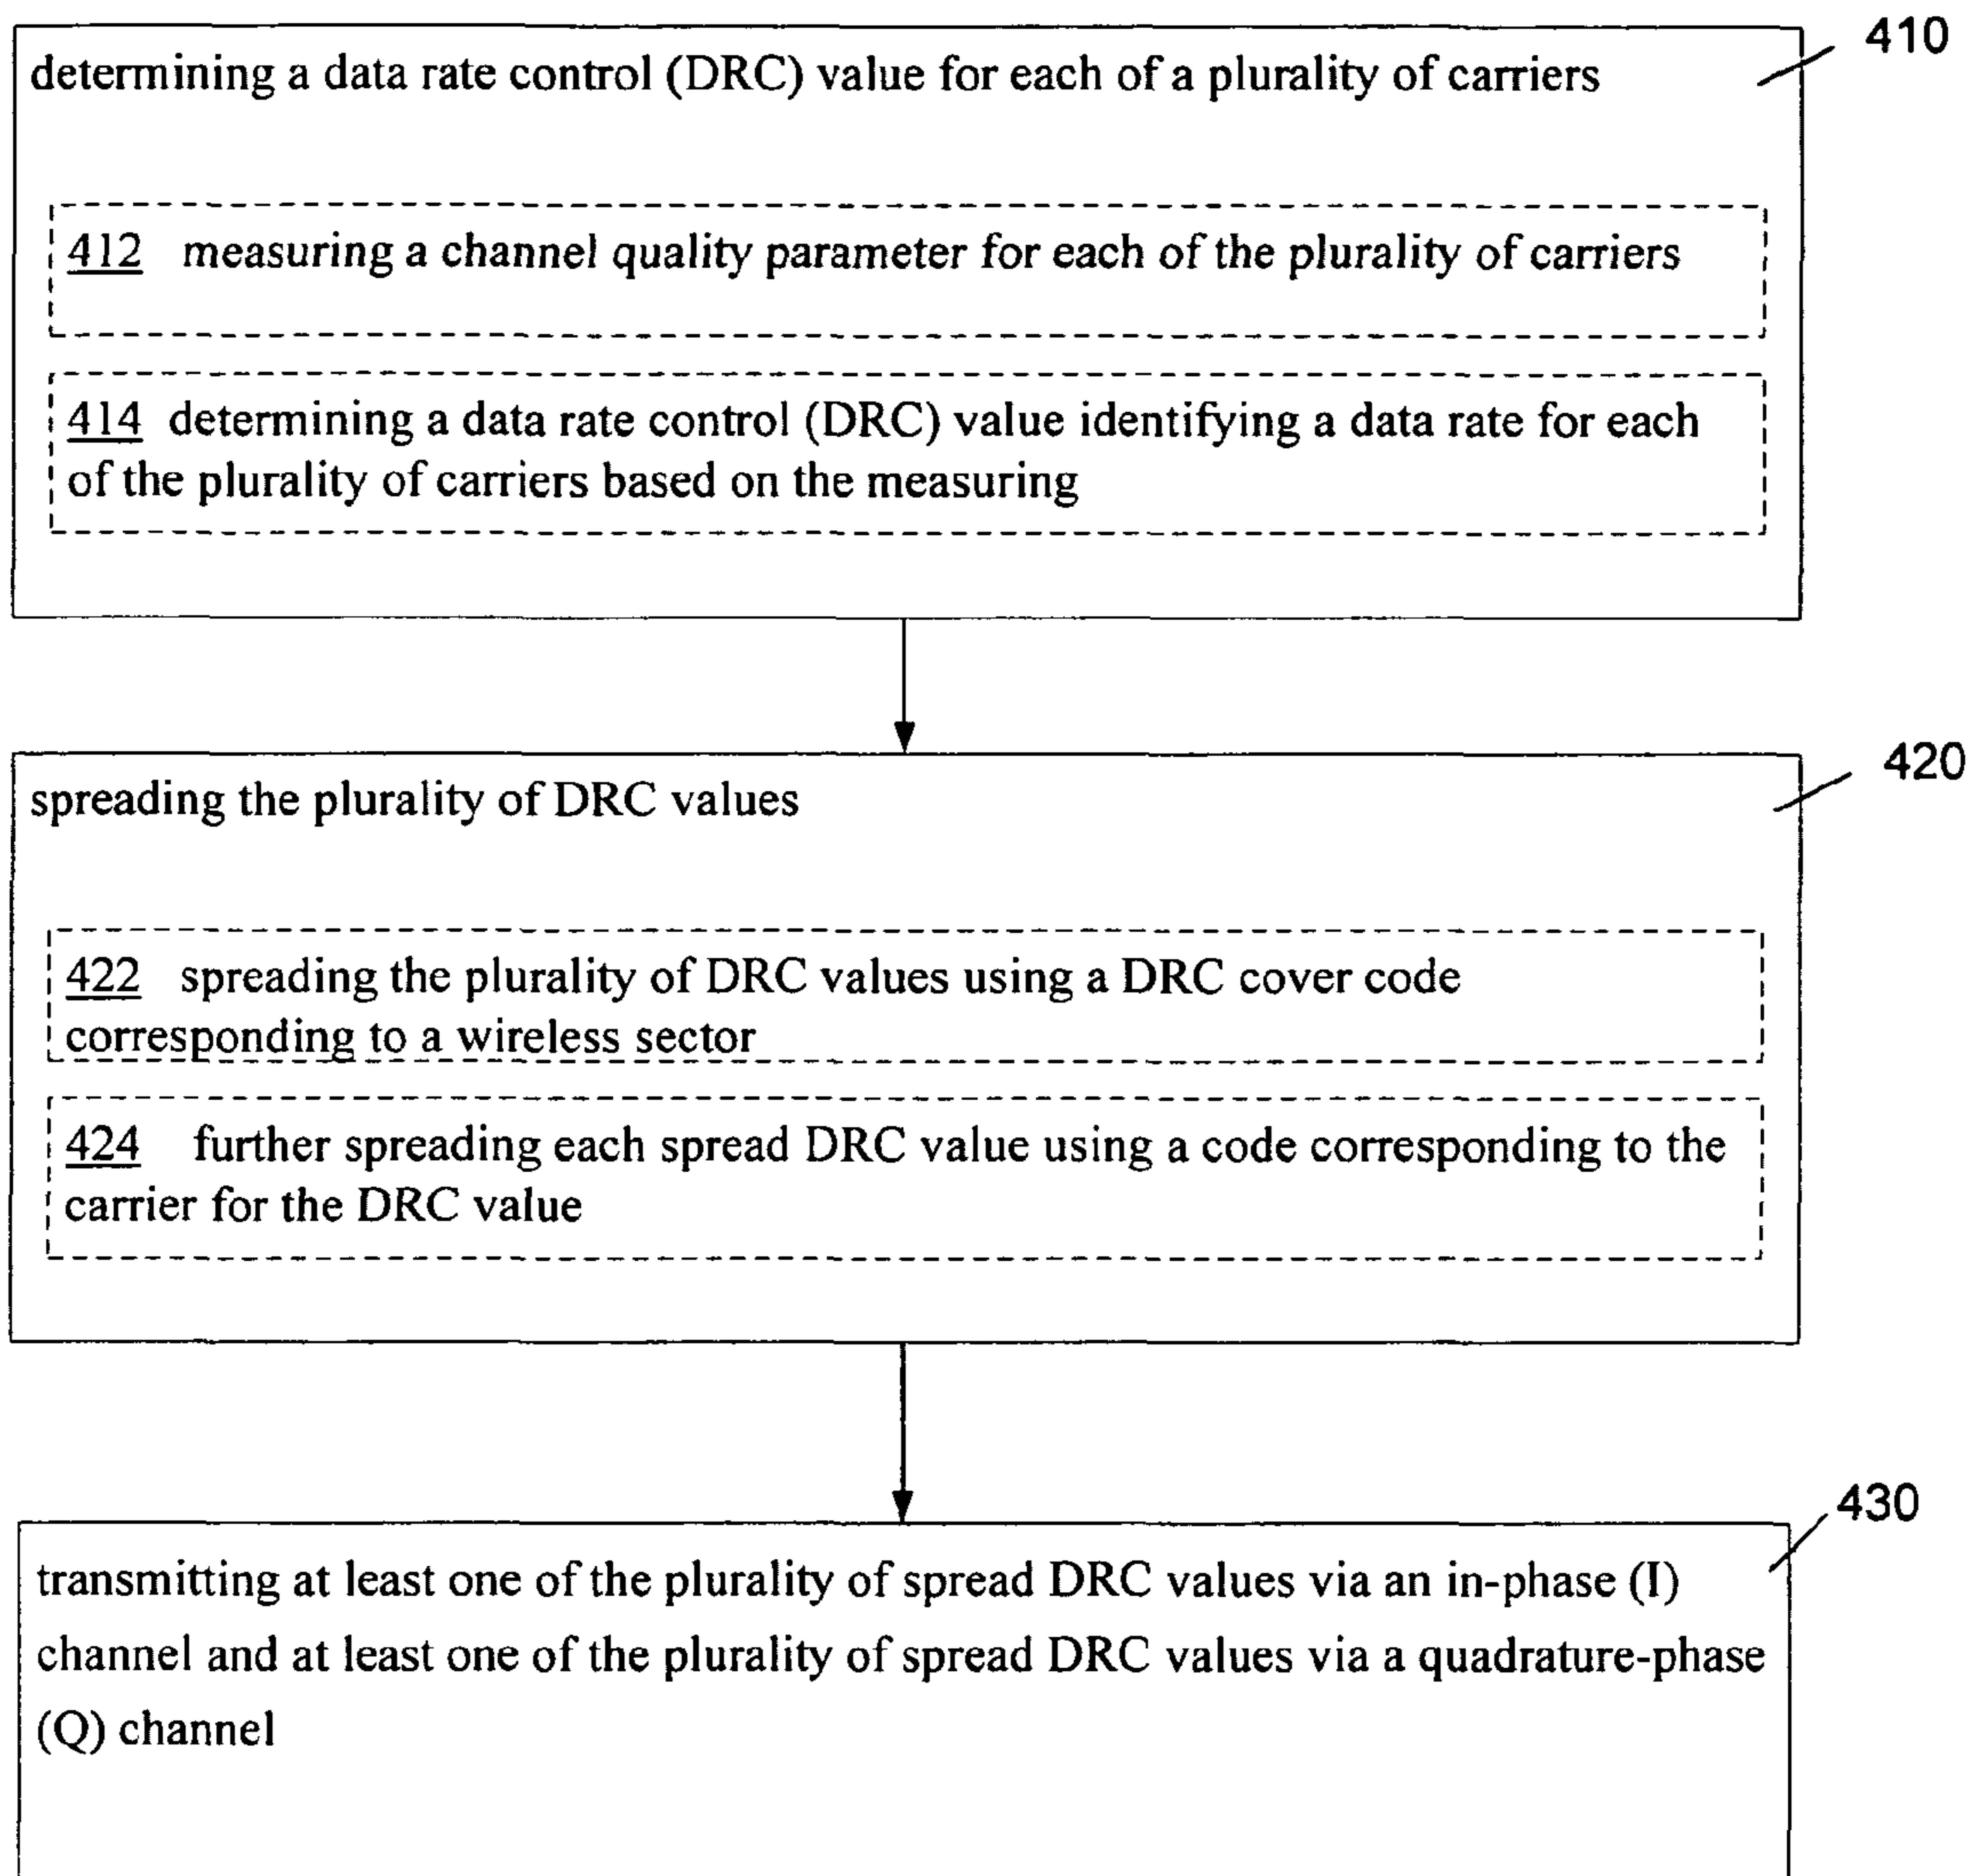 410
determining a data rate control (DRC) value for each of a plurality of carriers
412 measuring a channel quality parameter for each of the plurality of carriers
414 determining a data rate control (DRC) value identifying a data rate for each
of the plurality of carriers based on the measuring
420
spreading the plurality of DRC values
422 spreading the plurality of DRC values using a DRC cover code
corresponding to a wireless sector
424 further spreading each spread DRC value using a code corresponding to the
carrier for the DRC value
430
transmitting at least one of the plurality of spread DRC values via an in-phase (I)
channel and at least one of the plurality of spread DRC values via a quadrature-phase
(Q) channel